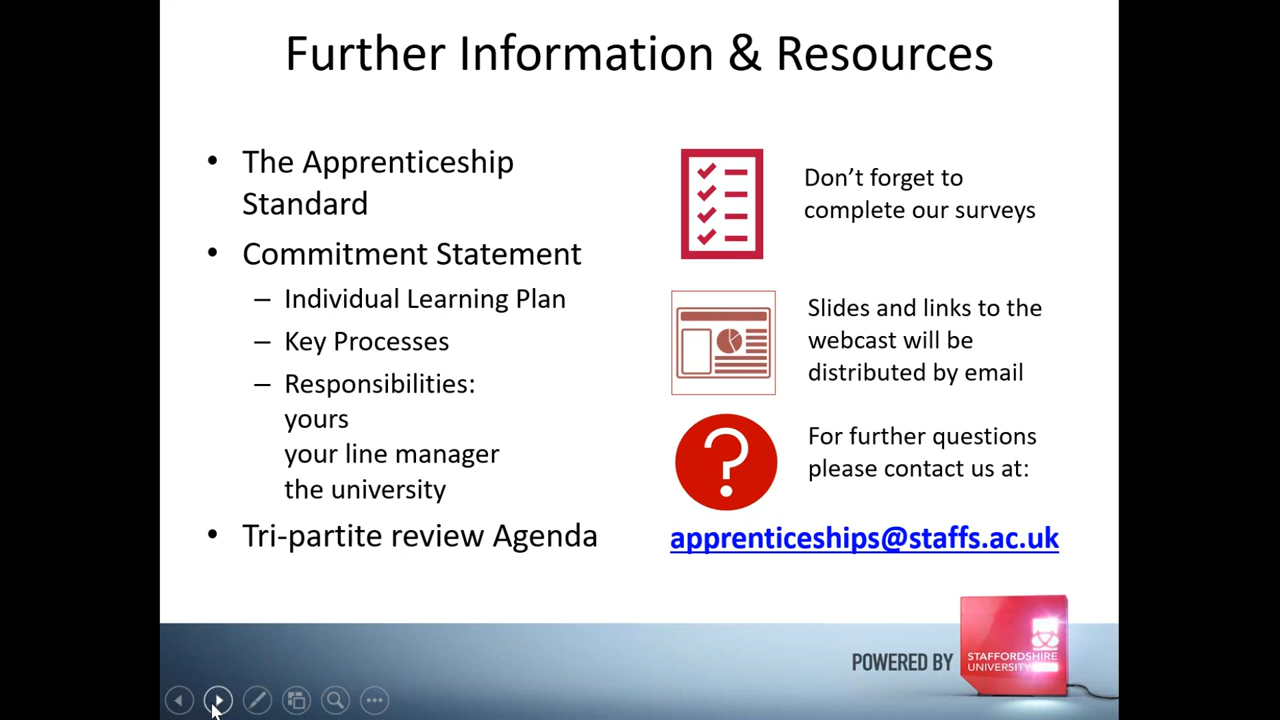 Further Information & Resources
• The Apprenticeship
Standard
• Commitment Statement
– Individual Learning Plan
– Key Processes
– Responsibilities:
yours
your line manager
the university
• Tri-partite review Agenda
Don’t forget to
complete our surveys
Slides and links to the
webcast will be
distributed by email
?
For further questions
please contact us at:
apprenticeships@staffs.ac.uk
POWERED BY
STAFFORDSHIRE
UNIVERSITY